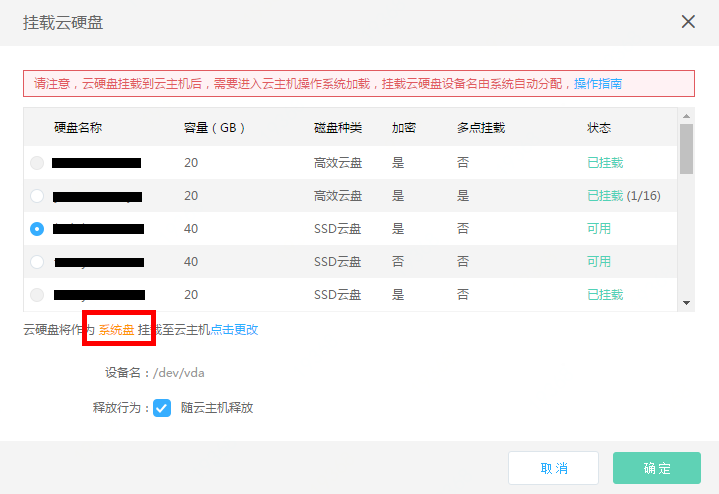 挂载云硬盘
请注意，云硬盘挂载到云主机后，需要进入云主机操作系统加载，挂载云硬盘设备名由系统自动分配，操作指南
硬盘名称 容量（GB） 磁盘种类 加密 多点挂载 状态
20 高效云盘 是 否 已挂载
20 高效云盘 是 是 已挂载 (1/16)
40 SSD云盘 是 否 可用
40 SSD云盘 否 否 可用
20 SSD云盘 是 否 已挂载
云硬盘将作为 系统盘 挂载至云主机点击更改
设备名：/dev/vda
释放行为： 随云主机释放
取消 确定